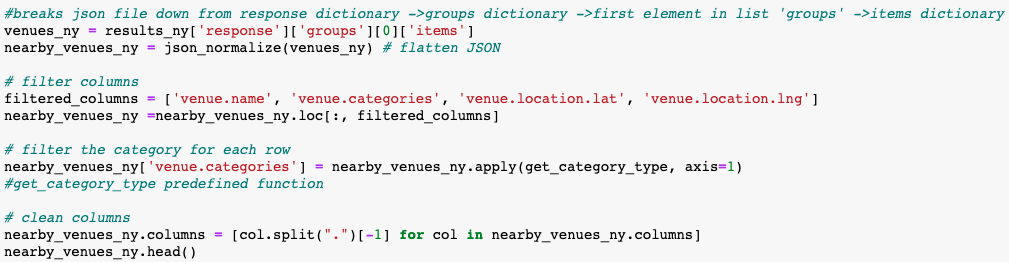 #breaks json file down from response dictionary ->groups dictionary ->first element in list 'groups' ->items dictionary
venues_ny = results_ny['response']['groups'][0]['items']
nearby_venues_ny = json_normalize(venues_ny) # flatten JSON
# filter columns
filtered_columns = ['venue.name', 'venue.categories', 'venue.location.lat', 'venue.location.lng']
nearby_venues_ny =nearby_venues_ny.loc[:, filtered_columns]
# filter the category for each row
nearby_venues_ny['venue.categories'] = nearby_venues_ny.apply(get_category_type, axis=1)
#get_category_type predefined function
# clean columns
nearby_venues_ny.columns = [col.split(".")[-1] for col in nearby_venues_ny.columns]
nearby_venues_ny.head()